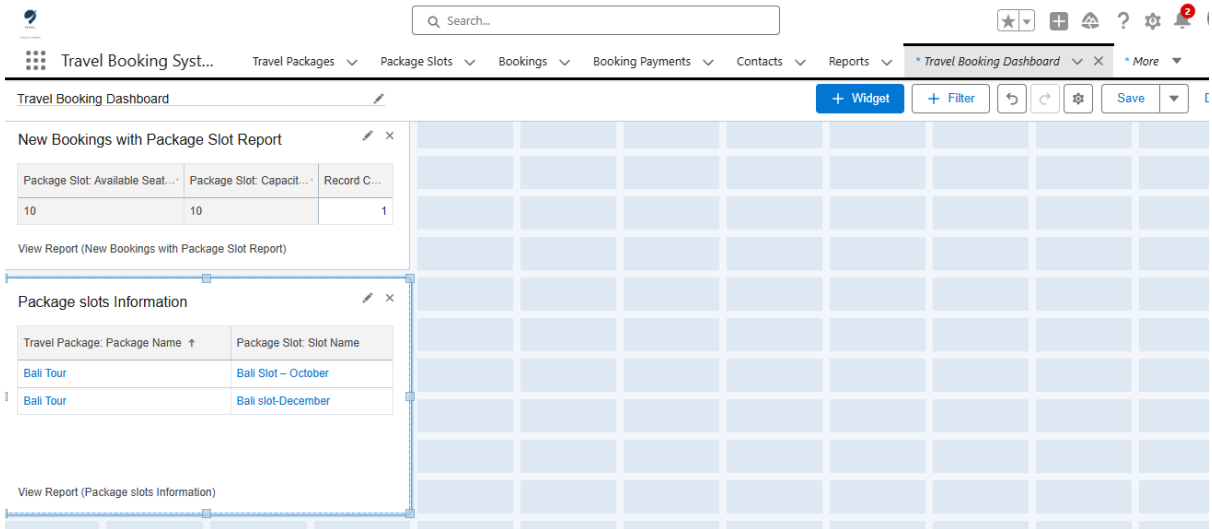 Search...
2
Travel Booking Syst...
Travel Packages
Package Slots
Bookings
Booking Payments
Contacts
Reports
* Travel Booking Dashboard
* More
Travel Booking Dashboard
+ Widget
+ Filter
Save
New Bookings with Package Slot Report
Package Slot: Available Seat...
Package Slot: Capacit...
Record C...
10
10
1
View Report (New Bookings with Package Slot Report)
Package slots Information
Travel Package: Package Name ↑
Package Slot: Slot Name
Bali Tour
Bali Slot – October
Bali Tour
Bali slot-December
View Report (Package slots Information)